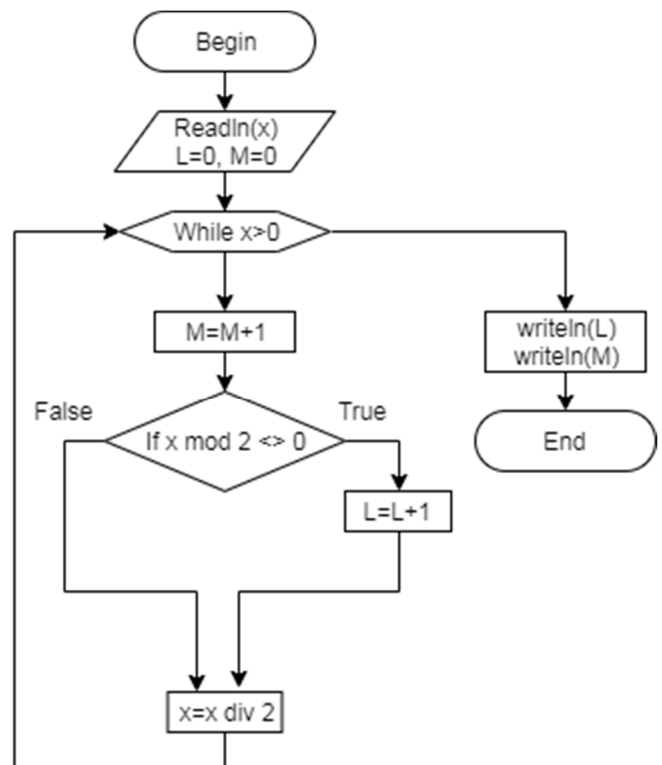 Begin
Readln(x)
L=0, M=0
While x>0
M=M+1
writeln(L)
writeln(M)
False
True
If x mod 2 <> 0
End
L=L+1
x=x div 2